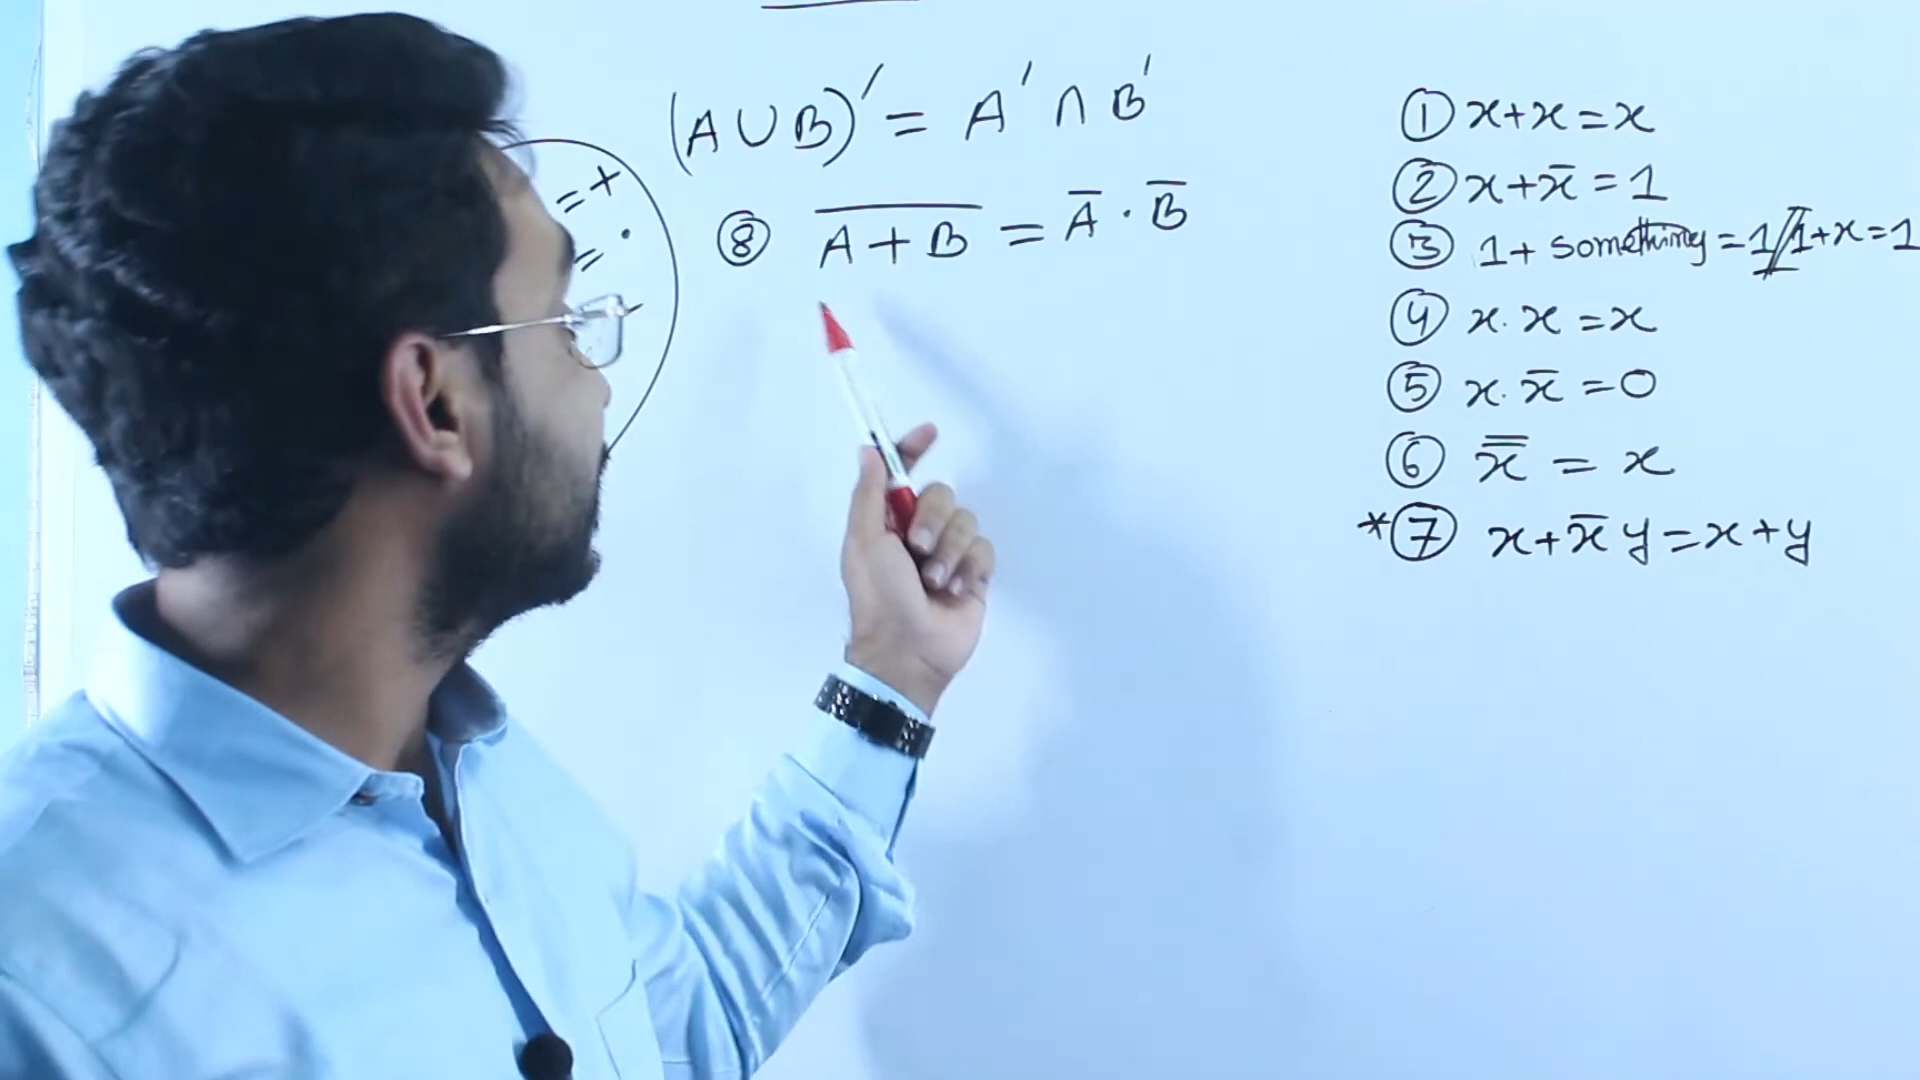 (A∪B)′ = A′ ∩ B′
= +
= ·
⑧ A̅ ̅+̅ ̅B̅ = A̅ · B̅
① x+x=x
② x+x̅=1
③ 1+ something=1//1+x=1
④ x·x=x
⑤ x·x̅=0
⑥ x̿ = x
*⑦ x+x̅y=x+y